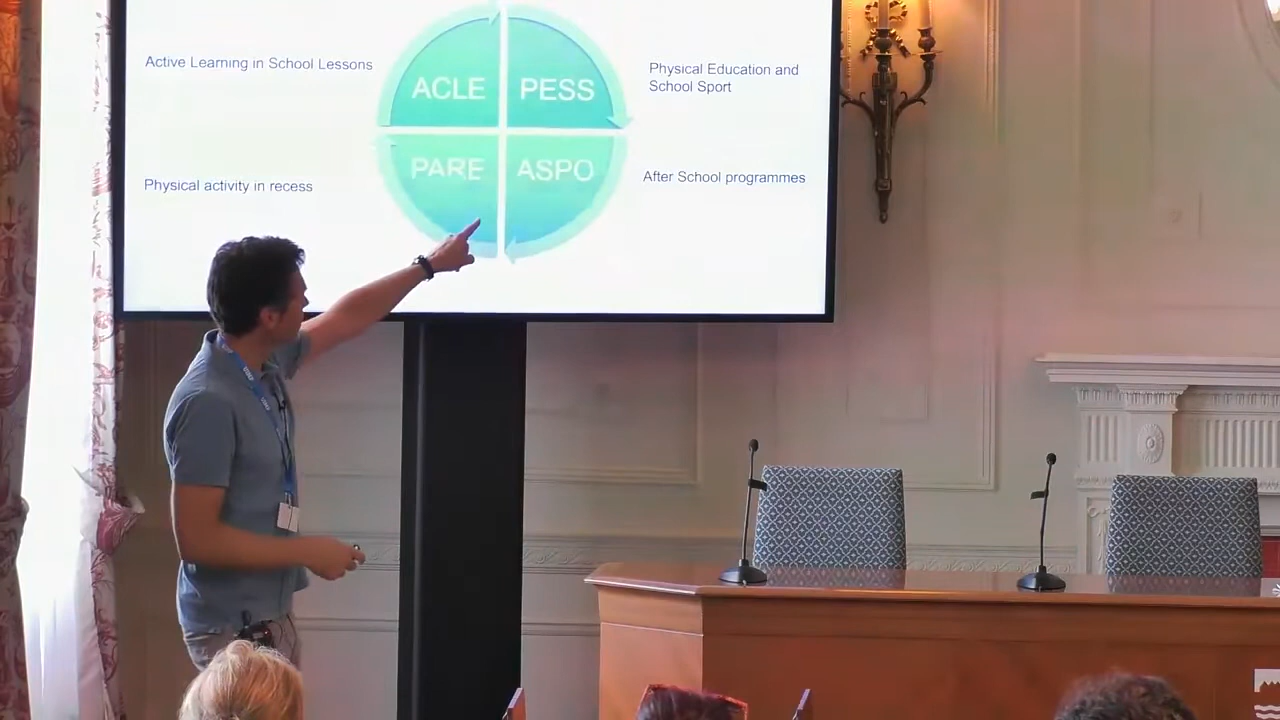 Active Learning in School Lessons
ACLE
PESS
Physical Education and
School Sport
Physical activity in recess
PARE
ASPO
After School programmes